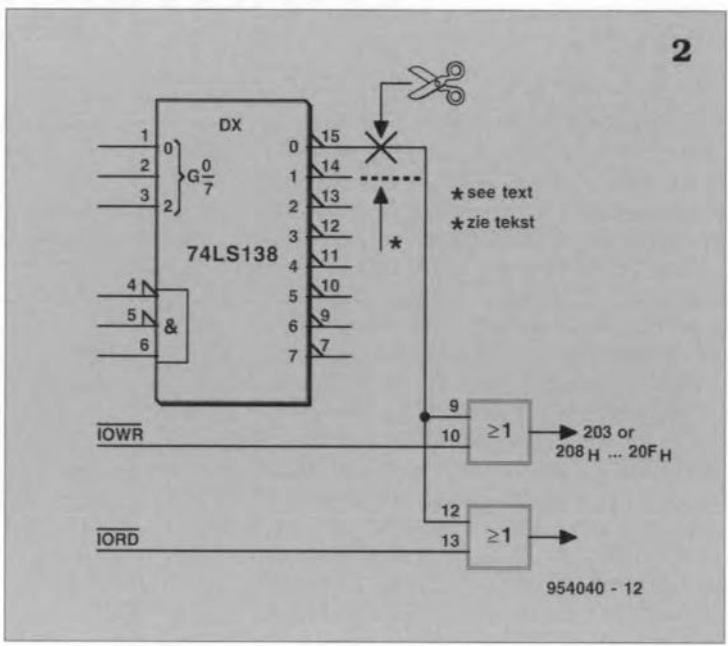 2
DX
1 0 0 15
2 G 0/7 1 14
3 2 2 13
3 12
74LS138
4 11
4 5 10
5 & 6 9
6 7 7
* see text
* zie tekst
*
9
IOWR 10 ≥1 203 or
208H ... 20FH
12
IORD 13 ≥1
954040 - 12